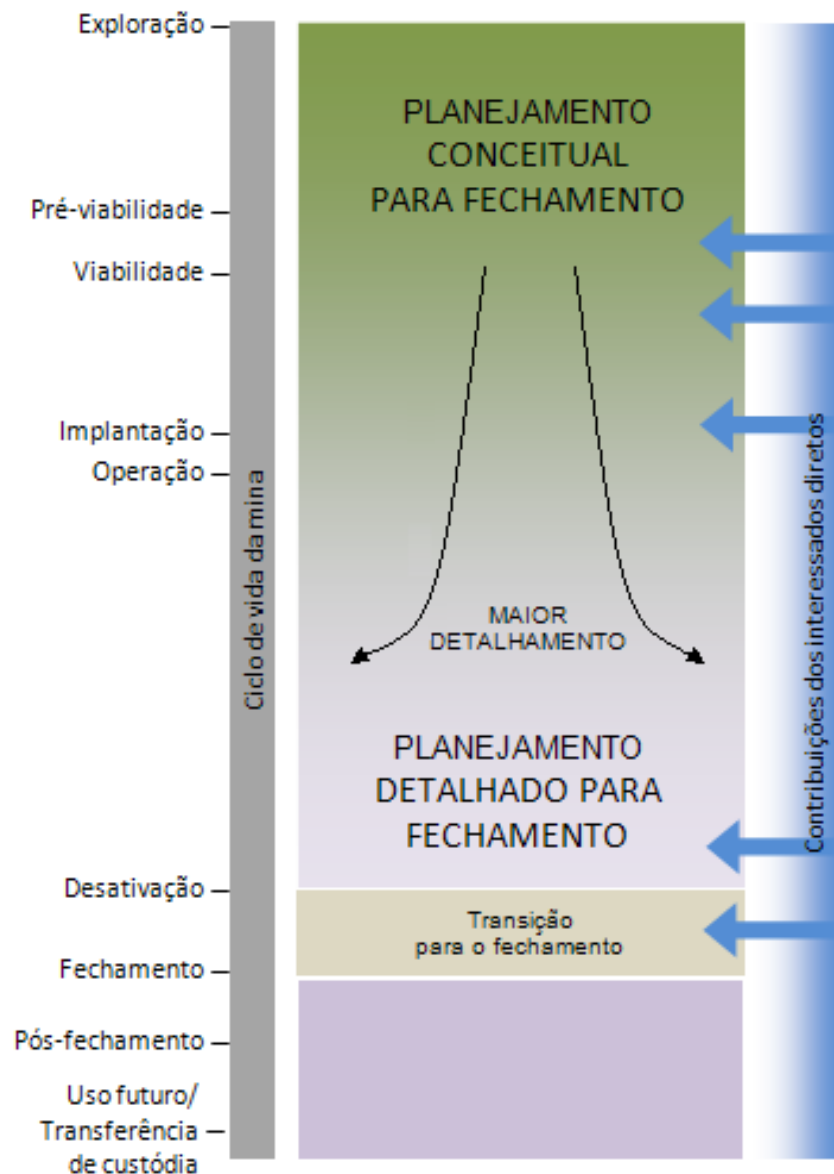 Exploração
Pré-viabilidade
Viabilidade
Implantação
Operação
Desativação
Fechamento
Pós-fechamento
Uso futuro/
Transferência
de custódia
Ciclo de vida da mina
PLANEJAMENTO
CONCEITUAL
PARA FECHAMENTO
MAIOR
DETALHAMENTO
PLANEJAMENTO
DETALHADO PARA
FECHAMENTO
Transição
para o fechamento
Contribuições dos interessados diretos